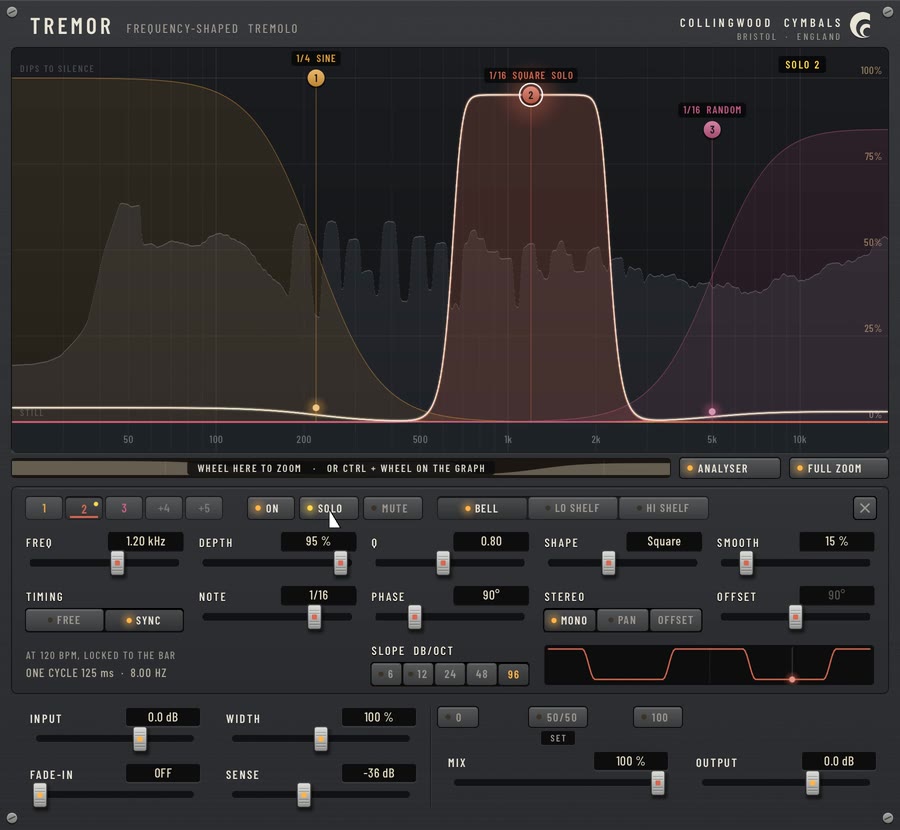 TREMOR FREQUENCY-SHAPED TREMOLO
COLLINGWOOD CYMBALS
BRISTOL · ENGLAND
DIPS TO SILENCE
1/4 SINE
1
1/16 SQUARE SOLO
2
SOLO 2
1/16 RANDOM
3
100%
75%
50%
25%
0%
STILL
50 100 200 500 1k 2k 5k 10k
WHEEL HERE TO ZOOM · OR CTRL + WHEEL ON THE GRAPH
ANALYSER FULL ZOOM
1 2 3 +4 +5 ON SOLO MUTE BELL LO SHELF HI SHELF
FREQ 1.20 kHz DEPTH 95 % Q 0.80 SHAPE Square SMOOTH 15 %
TIMING NOTE 1/16 PHASE 90° STEREO OFFSET 90°
FREE SYNC MONO PAN OFFSET
AT 120 BPM, LOCKED TO THE BAR
ONE CYCLE 125 ms · 8.00 HZ
SLOPE DB/OCT
6 12 24 48 96
INPUT 0.0 dB WIDTH 100 %
0 50/50 100
SET
FADE-IN OFF SENSE -36 dB
MIX 100 % OUTPUT 0.0 dB